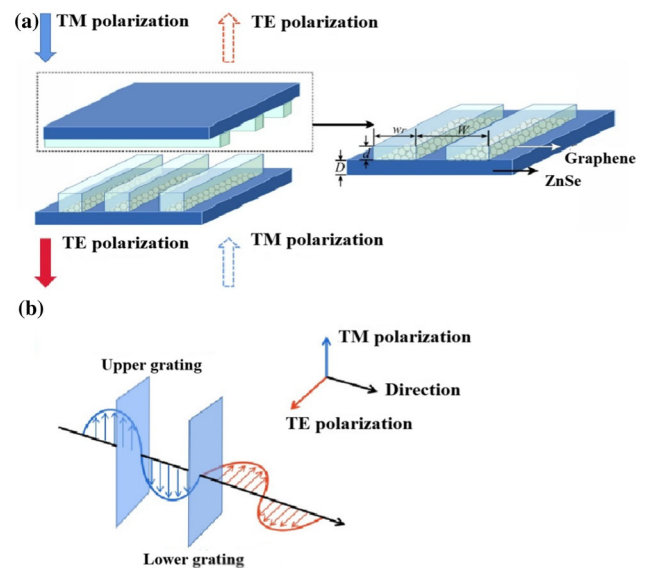 (a)
TM polarization
TE polarization
wr
W
d
D
Graphene
ZnSe
TE polarization
TM polarization
(b)
TM polarization
Upper grating
Direction
TE polarization
Lower grating